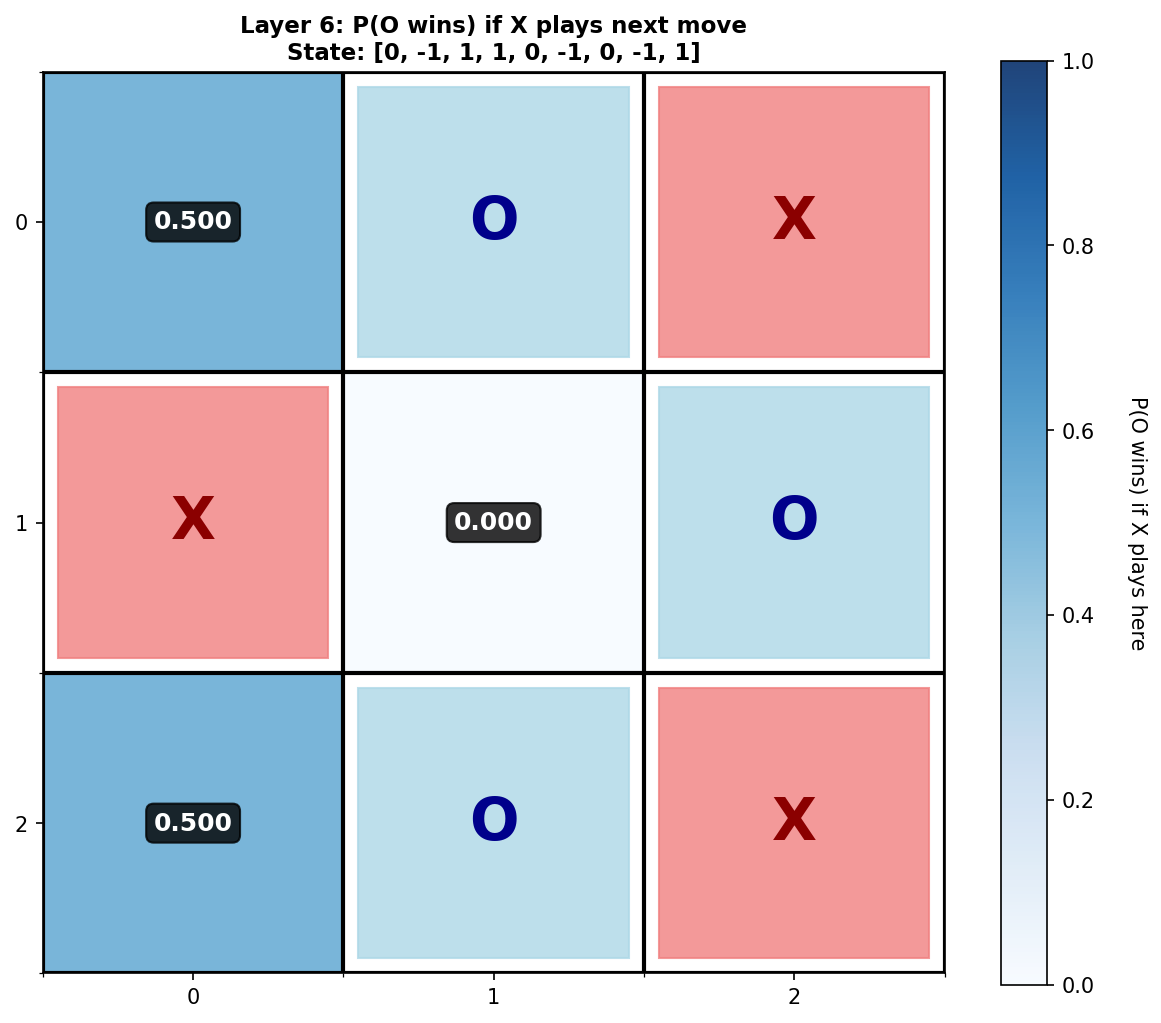 Layer 6: P(O wins) if X plays next move
State: [0, -1, 1, 1, 0, -1, 0, -1, 1]
0
0.500
O
X
1
X
0.000
O
2
0.500
O
X
0
1
2
1.0
0.8
0.6
0.4
0.2
0.0
P(O wins) if X plays here